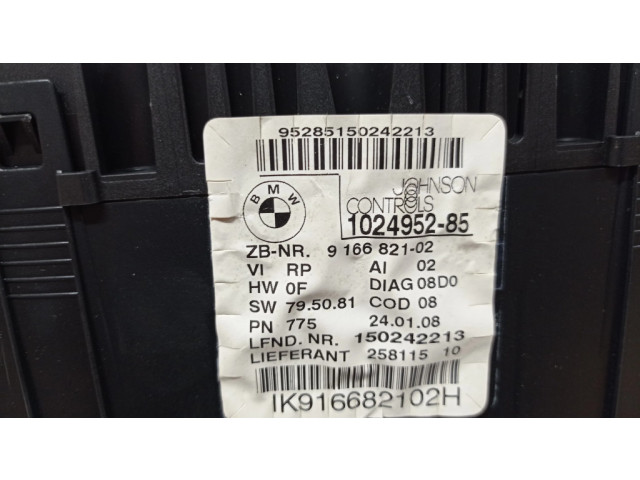 95285150242213
BMW
JOHNSON
CONTROLS
1024952-85
ZB-NR. 9 166 821-02
VI RP AI 02
HW 0F DIAG 08D0
SW 79.50.81 COD 08
PN 775 24.01.08
LFND. NR. 150242213
LIEFERANT 258115 10
IK916682102H